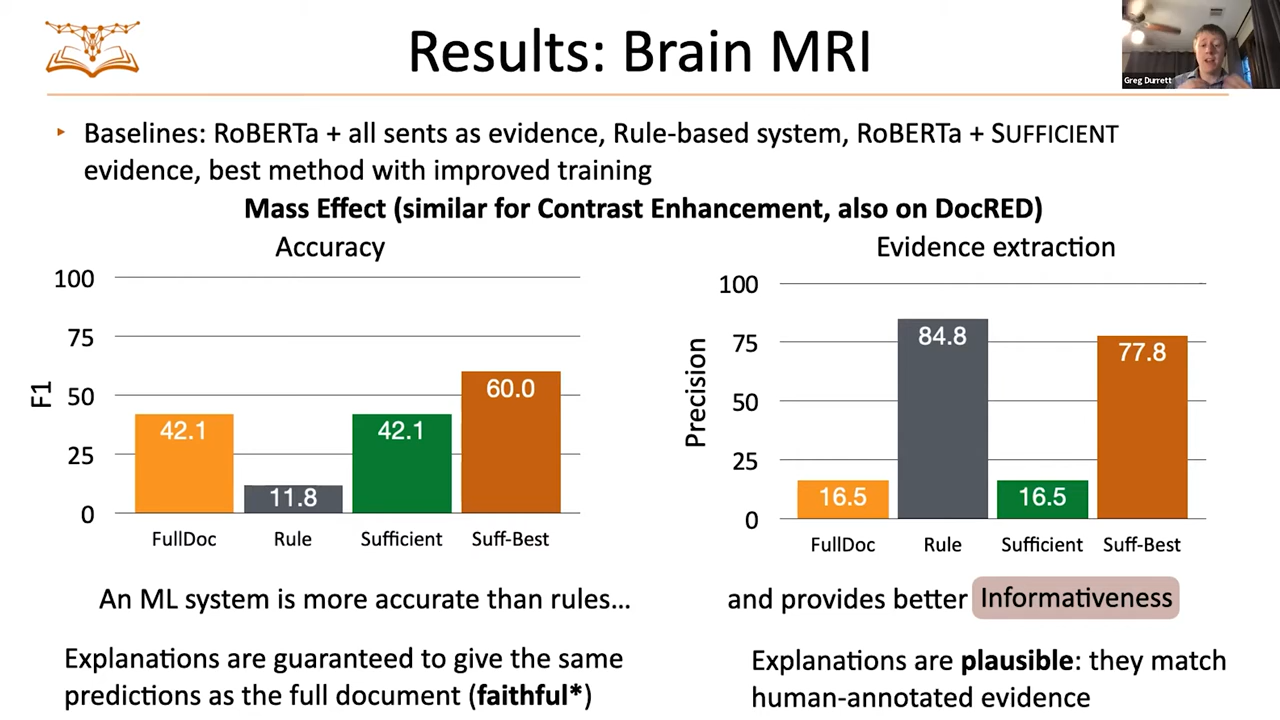 Results: Brain MRI
Greg Durrett
‣ Baselines: RoBERTa + all sents as evidence, Rule-based system, RoBERTa + SUFFICIENT
evidence, best method with improved training
Mass Effect (similar for Contrast Enhancement, also on DocRED)
Accuracy
100
75
50
25
0
F1
42.1
11.8
42.1
60.0
FullDoc
Rule
Sufficient
Suff-Best
Evidence extraction
100
75
50
25
0
Precision
16.5
84.8
16.5
77.8
FullDoc
Rule
Sufficient
Suff-Best
An ML system is more accurate than rules…
and provides better Informativeness
Explanations are guaranteed to give the same
predictions as the full document (faithful*)
Explanations are plausible: they match
human-annotated evidence